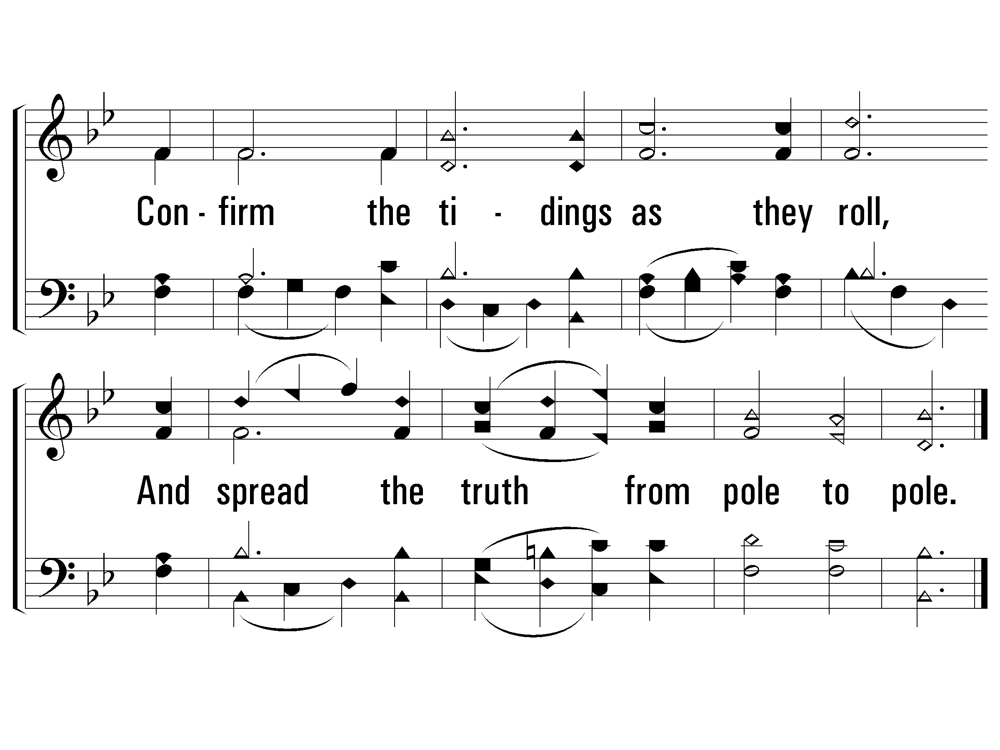 Con - firm the ti - dings as they roll,
And spread the truth from pole to pole.